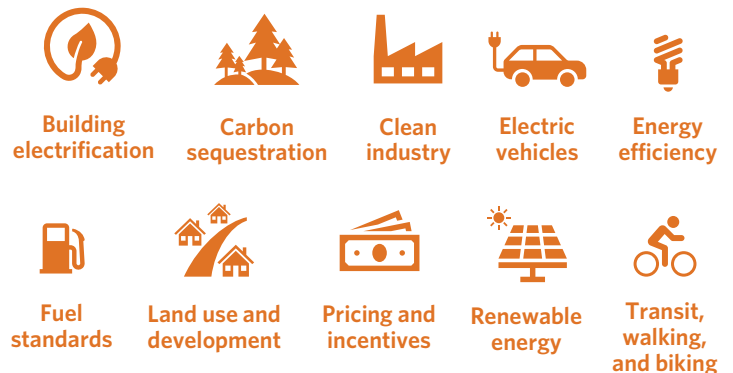 Building
electrification
Carbon
sequestration
Clean
industry
Electric
vehicles
Energy
efficiency
Fuel
standards
Land use and
development
Pricing and
incentives
Renewable
energy
Transit,
walking,
and biking